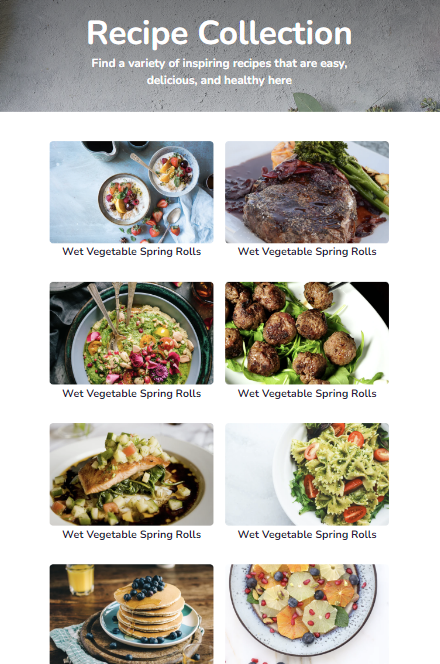 Recipe Collection
Find a variety of inspiring recipes that are easy,
delicious, and healthy here
Wet Vegetable Spring Rolls
Wet Vegetable Spring Rolls
Wet Vegetable Spring Rolls
Wet Vegetable Spring Rolls
Wet Vegetable Spring Rolls
Wet Vegetable Spring Rolls